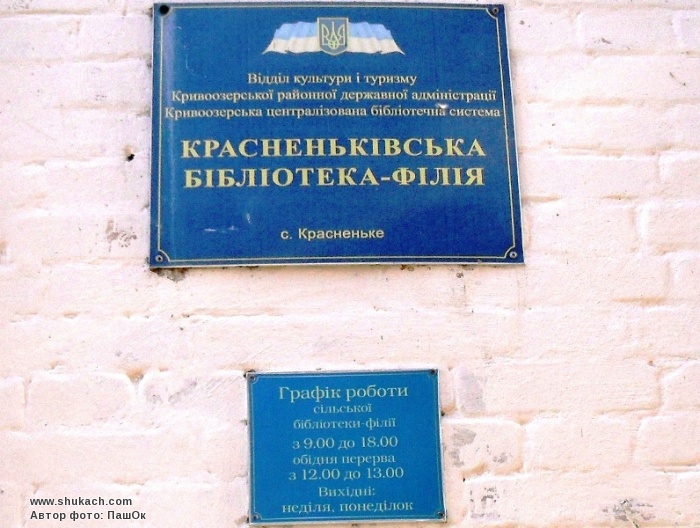 Відділ культури і туризму
Кривоозерської районної державної адміністрації
Кривоозерська централізована бібліотечна система
КРАСНЕНЬКІВСЬКА
БІБЛІОТЕКА-ФІЛІЯ
с. Красненьке
Графік роботи
сільської
бібліотеки-філії
з 9.00 до 18.00
обідня перерва
з 12.00 до 13.00
Вихідні:
неділя, понеділок
www.shukach.com
Автор фото: ПашОк